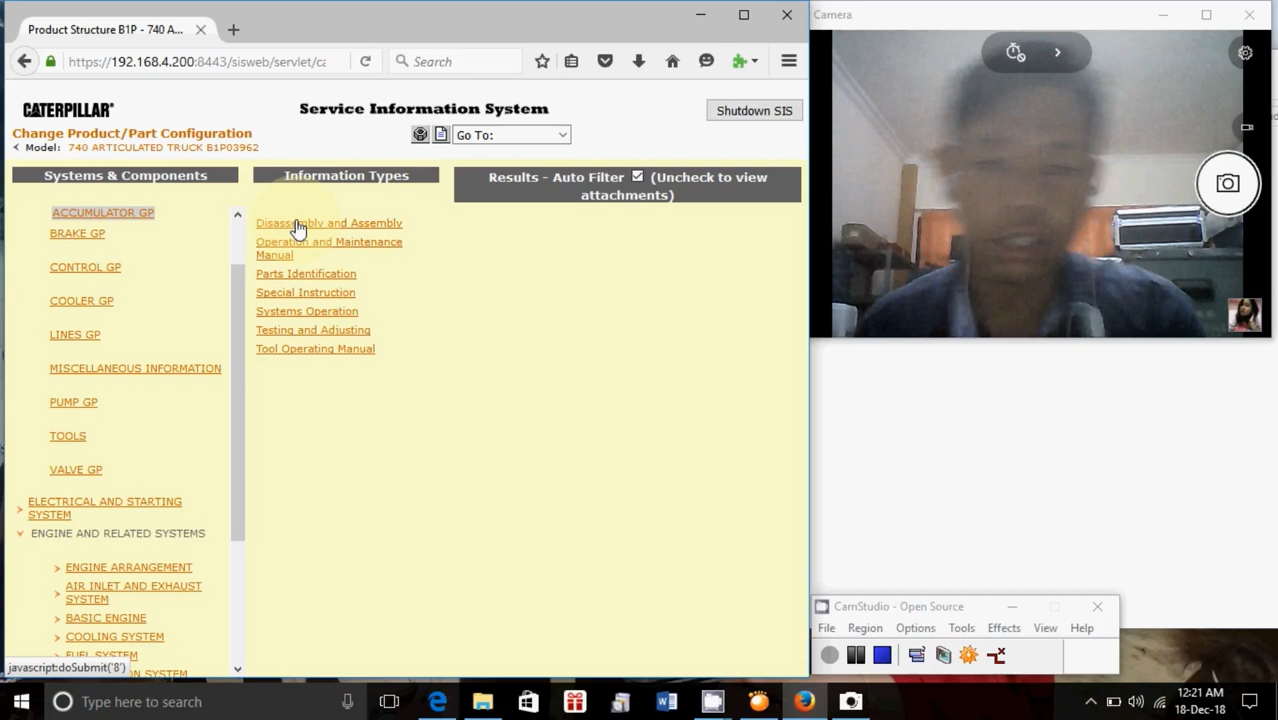 Product Structure B1P - 740 A...
https://192.168.4.200:8443/sisweb/servlet/ca
Search
CATERPILLAR®
Service Information System
Shutdown SIS
Change Product/Part Configuration
Go To:
Model: 740 ARTICULATED TRUCK B1P03962
Systems & Components
Information Types
Results - Auto Filter (Uncheck to view
attachments)
ACCUMULATOR GP
BRAKE GP
CONTROL GP
COOLER GP
LINES GP
MISCELLANEOUS INFORMATION
PUMP GP
TOOLS
VALVE GP
ELECTRICAL AND STARTING
SYSTEM
ENGINE AND RELATED SYSTEMS
ENGINE ARRANGEMENT
AIR INLET AND EXHAUST
SYSTEM
BASIC ENGINE
COOLING SYSTEM
FUEL SYSTEM
ON SYSTEM
javascript:doSubmit('8')
Disassembly and Assembly
Operation and Maintenance
Manual
Parts Identification
Special Instruction
Systems Operation
Testing and Adjusting
Tool Operating Manual
Camera
CamStudio - Open Source
File Region Options Tools Effects View Help
Type here to search
12:21 AM
18-Dec-18